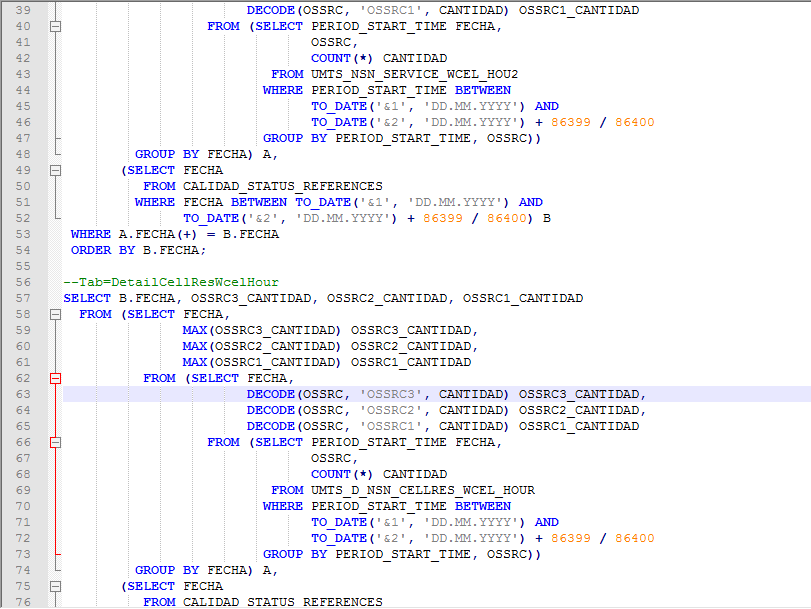 39 DECODE(OSSRC, 'OSSRC1', CANTIDAD) OSSRC1_CANTIDAD
40 FROM (SELECT PERIOD_START_TIME FECHA,
41 OSSRC,
42 COUNT(*) CANTIDAD
43 FROM UMTS_NSN_SERVICE_WCEL_HOU2
44 WHERE PERIOD_START_TIME BETWEEN
45 TO_DATE('&1', 'DD.MM.YYYY') AND
46 TO_DATE('&2', 'DD.MM.YYYY') + 86399 / 86400
47 GROUP BY PERIOD_START_TIME, OSSRC))
48 GROUP BY FECHA) A,
49 (SELECT FECHA
50 FROM CALIDAD_STATUS_REFERENCES
51 WHERE FECHA BETWEEN TO_DATE('&1', 'DD.MM.YYYY') AND
52 TO_DATE('&2', 'DD.MM.YYYY') + 86399 / 86400) B
53 WHERE A.FECHA(+) = B.FECHA
54 ORDER BY B.FECHA;
55
56 --Tab=DetailCellResWcelHour
57 SELECT B.FECHA, OSSRC3_CANTIDAD, OSSRC2_CANTIDAD, OSSRC1_CANTIDAD
58 FROM (SELECT FECHA,
59 MAX(OSSRC3_CANTIDAD) OSSRC3_CANTIDAD,
60 MAX(OSSRC2_CANTIDAD) OSSRC2_CANTIDAD,
61 MAX(OSSRC1_CANTIDAD) OSSRC1_CANTIDAD
62 FROM (SELECT FECHA,
63 DECODE(OSSRC, 'OSSRC3', CANTIDAD) OSSRC3_CANTIDAD,
64 DECODE(OSSRC, 'OSSRC2', CANTIDAD) OSSRC2_CANTIDAD,
65 DECODE(OSSRC, 'OSSRC1', CANTIDAD) OSSRC1_CANTIDAD
66 FROM (SELECT PERIOD_START_TIME FECHA,
67 OSSRC,
68 COUNT(*) CANTIDAD
69 FROM UMTS_D_NSN_CELLRES_WCEL_HOUR
70 WHERE PERIOD_START_TIME BETWEEN
71 TO_DATE('&1', 'DD.MM.YYYY') AND
72 TO_DATE('&2', 'DD.MM.YYYY') + 86399 / 86400
73 GROUP BY PERIOD_START_TIME, OSSRC))
74 GROUP BY FECHA) A,
75 (SELECT FECHA
76 FROM CALIDAD_STATUS_REFERENCES